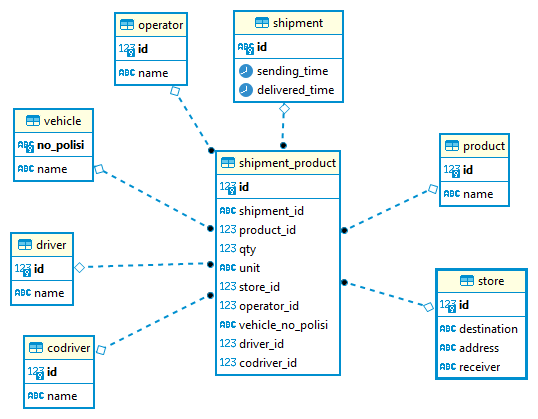 operator
123 id
ABC name
shipment
ABC id
sending_time
delivered_time
vehicle
ABC no_polisi
ABC name
shipment_product
123 id
ABC shipment_id
123 product_id
123 qty
ABC unit
123 store_id
123 operator_id
ABC vehicle_no_polisi
123 driver_id
123 codriver_id
product
123 id
ABC name
driver
123 id
ABC name
store
123 id
ABC destination
ABC address
ABC receiver
codriver
123 id
ABC name